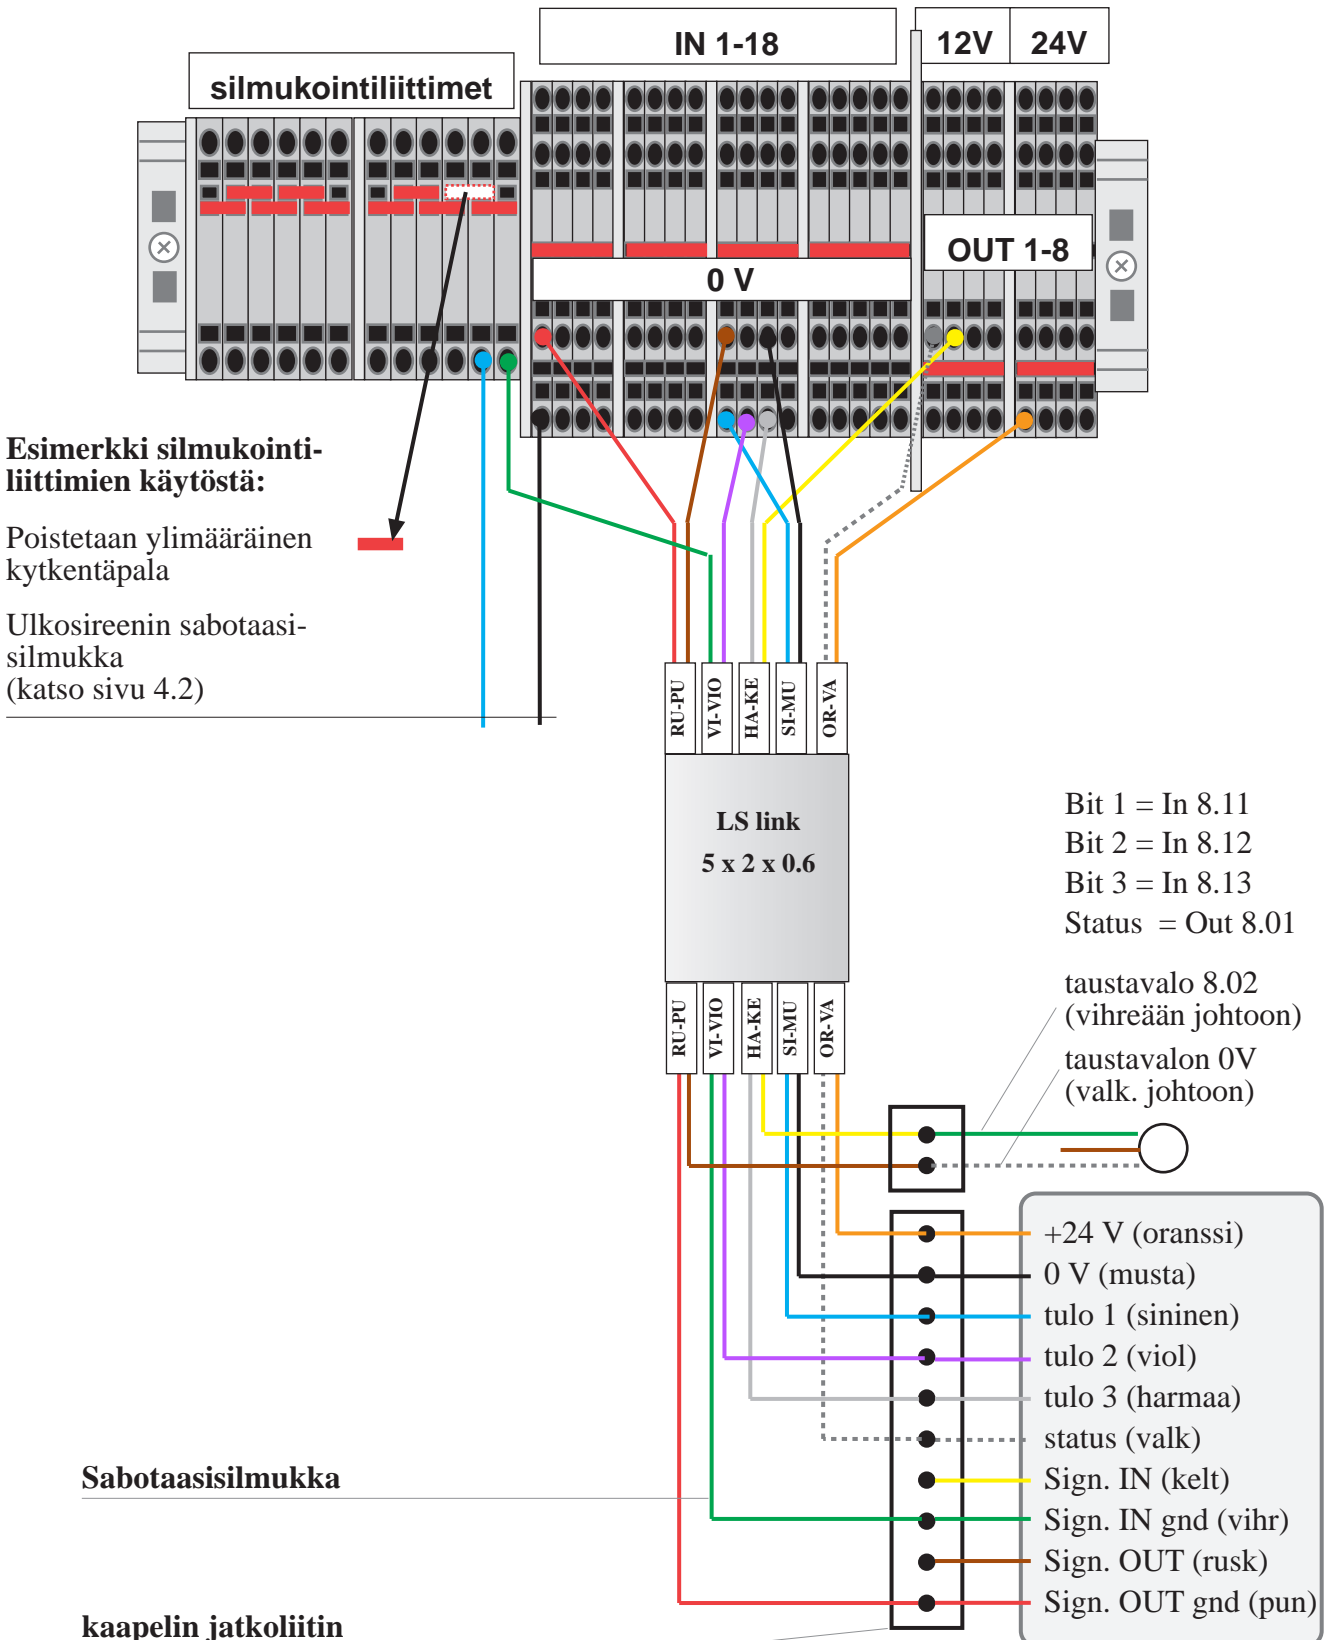 IN 1-18
12V
24V
silmukointiliittimet
OUT 1-8
0 V
Esimerkki silmukointi-
liittimien käytöstä:
Poistetaan ylimääräinen
kytkentäpala
Ulkosireenin sabotaasi-
silmukka
(katso sivu 4.2)
RU-PU
VI-VIO
HA-KE
SI-MU
OR-VA
LS link
5 x 2 x 0.6
Bit 1 = In 8.11
Bit 2 = In 8.12
Bit 3 = In 8.13
Status = Out 8.01
taustavalo 8.02
(vihreään johtoon)
taustavalon 0V
(valk. johtoon)
RU-PU
VI-VIO
HA-KE
SI-MU
OR-VA
+24 V (oranssi)
0 V (musta)
tulo 1 (sininen)
tulo 2 (viol)
tulo 3 (harmaa)
status (valk)
Sign. IN (kelt)
Sign. IN gnd (vihr)
Sign. OUT (rusk)
Sign. OUT gnd (pun)
Sabotaasisilmukka
kaapelin jatkoliitin